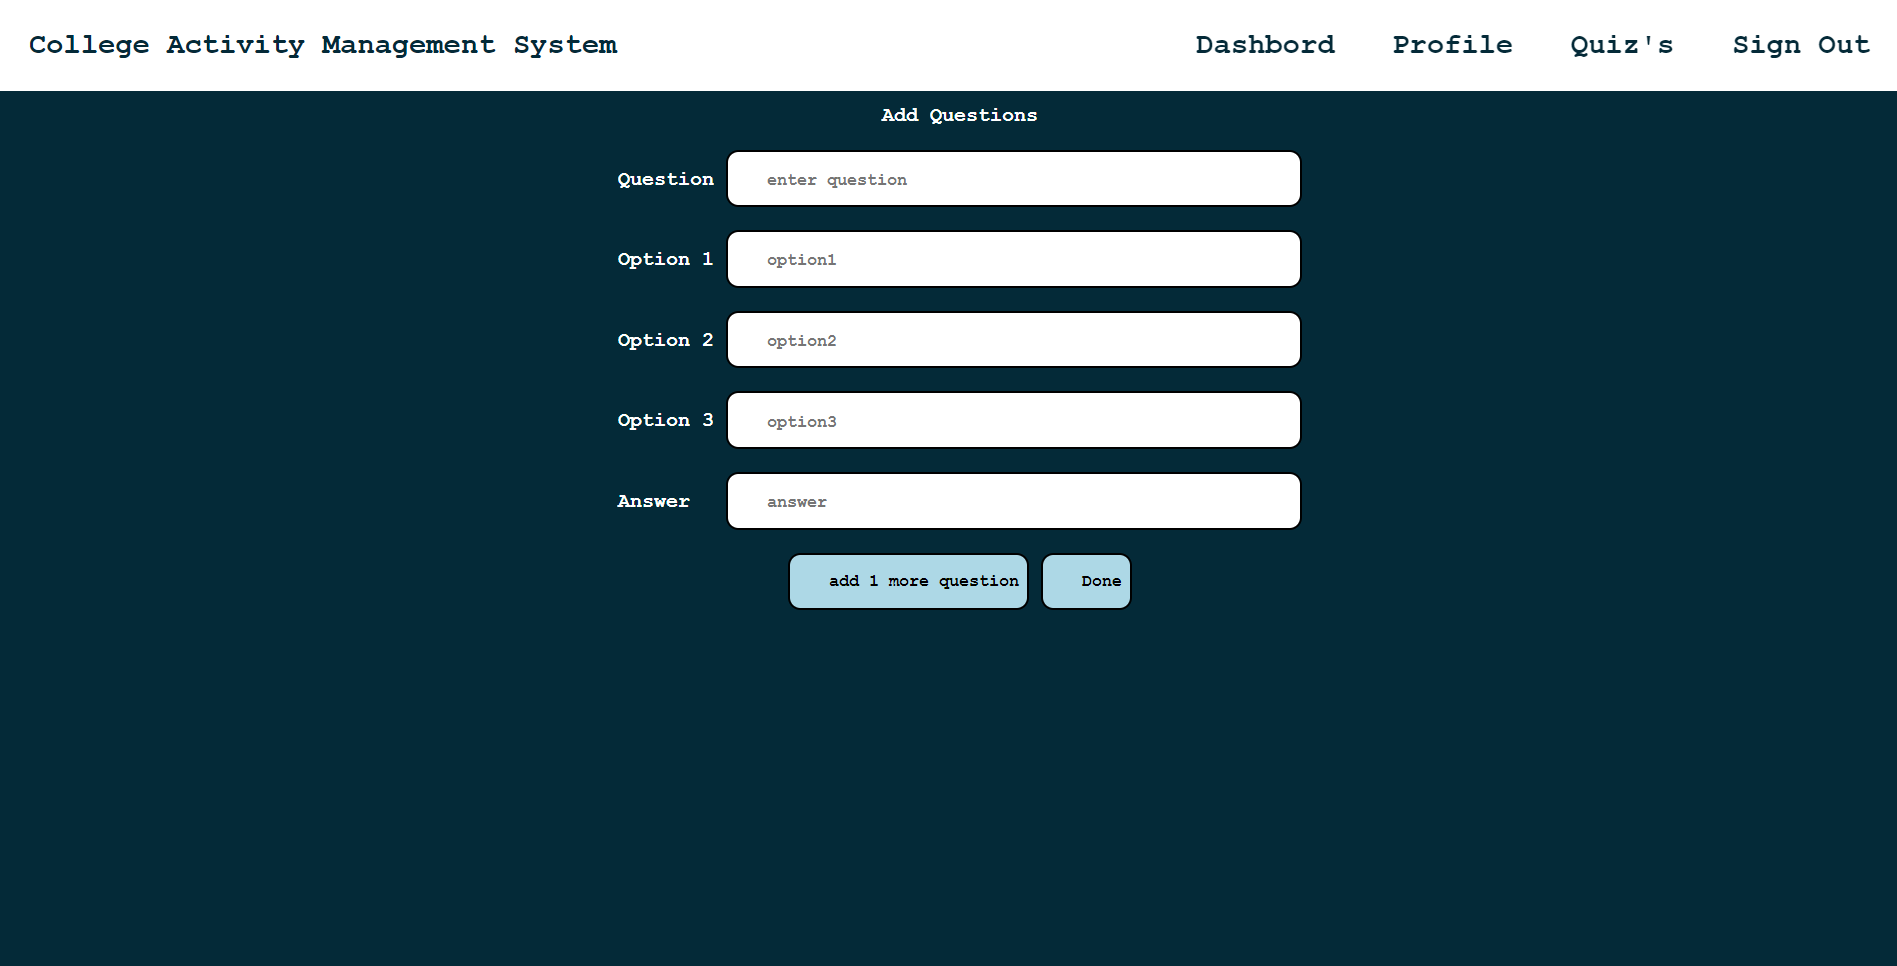 College Activity Management System Dashbord Profile Quiz's Sign Out
Add Questions
Question enter question
Option 1 option1
Option 2 option2
Option 3 option3
Answer answer
add 1 more question Done